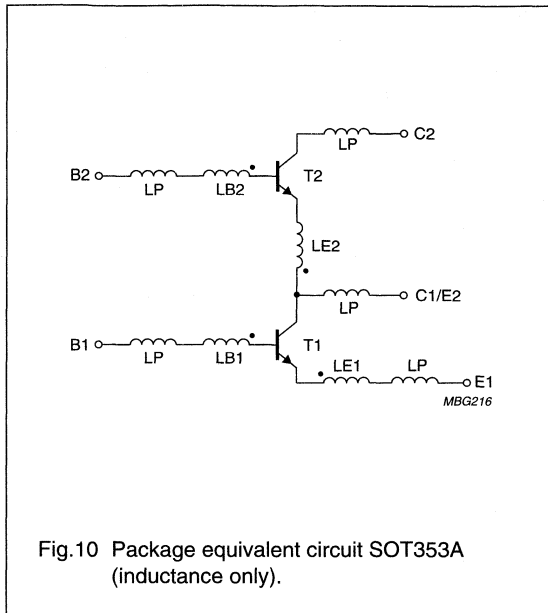 C2
LP
B2
T2
LP
LB2
LE2
C1/E2
LP
B1
T1
LP
LB1
LE1
LP
E1
MBG216
Fig.10 Package equivalent circuit SOT353A
(inductance only).